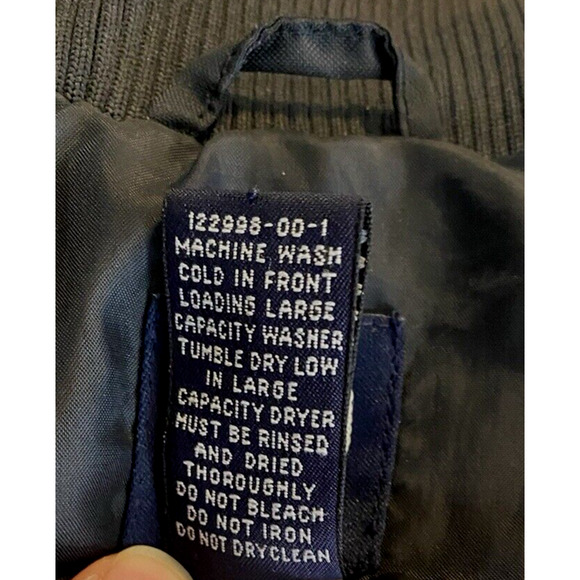 122998-00-1
MACHINE WASH
COLD IN FRONT
LOADING LARGE
CAPACITY WASHER
TUMBLE DRY LOW
IN LARGE
CAPACITY DRYER
MUST BE RINSED
AND DRIED
THOROUGHLY
DO NOT BLEACH
DO NOT IRON
DO NOT DRYCLEAN